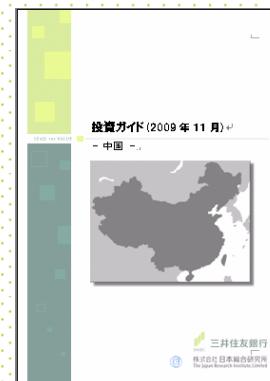 投資ガイド (2009 年 11 月)
- 中国 -
三井住友銀行
株式会社 日本総合研究所
The Japan Research Institute, Limited